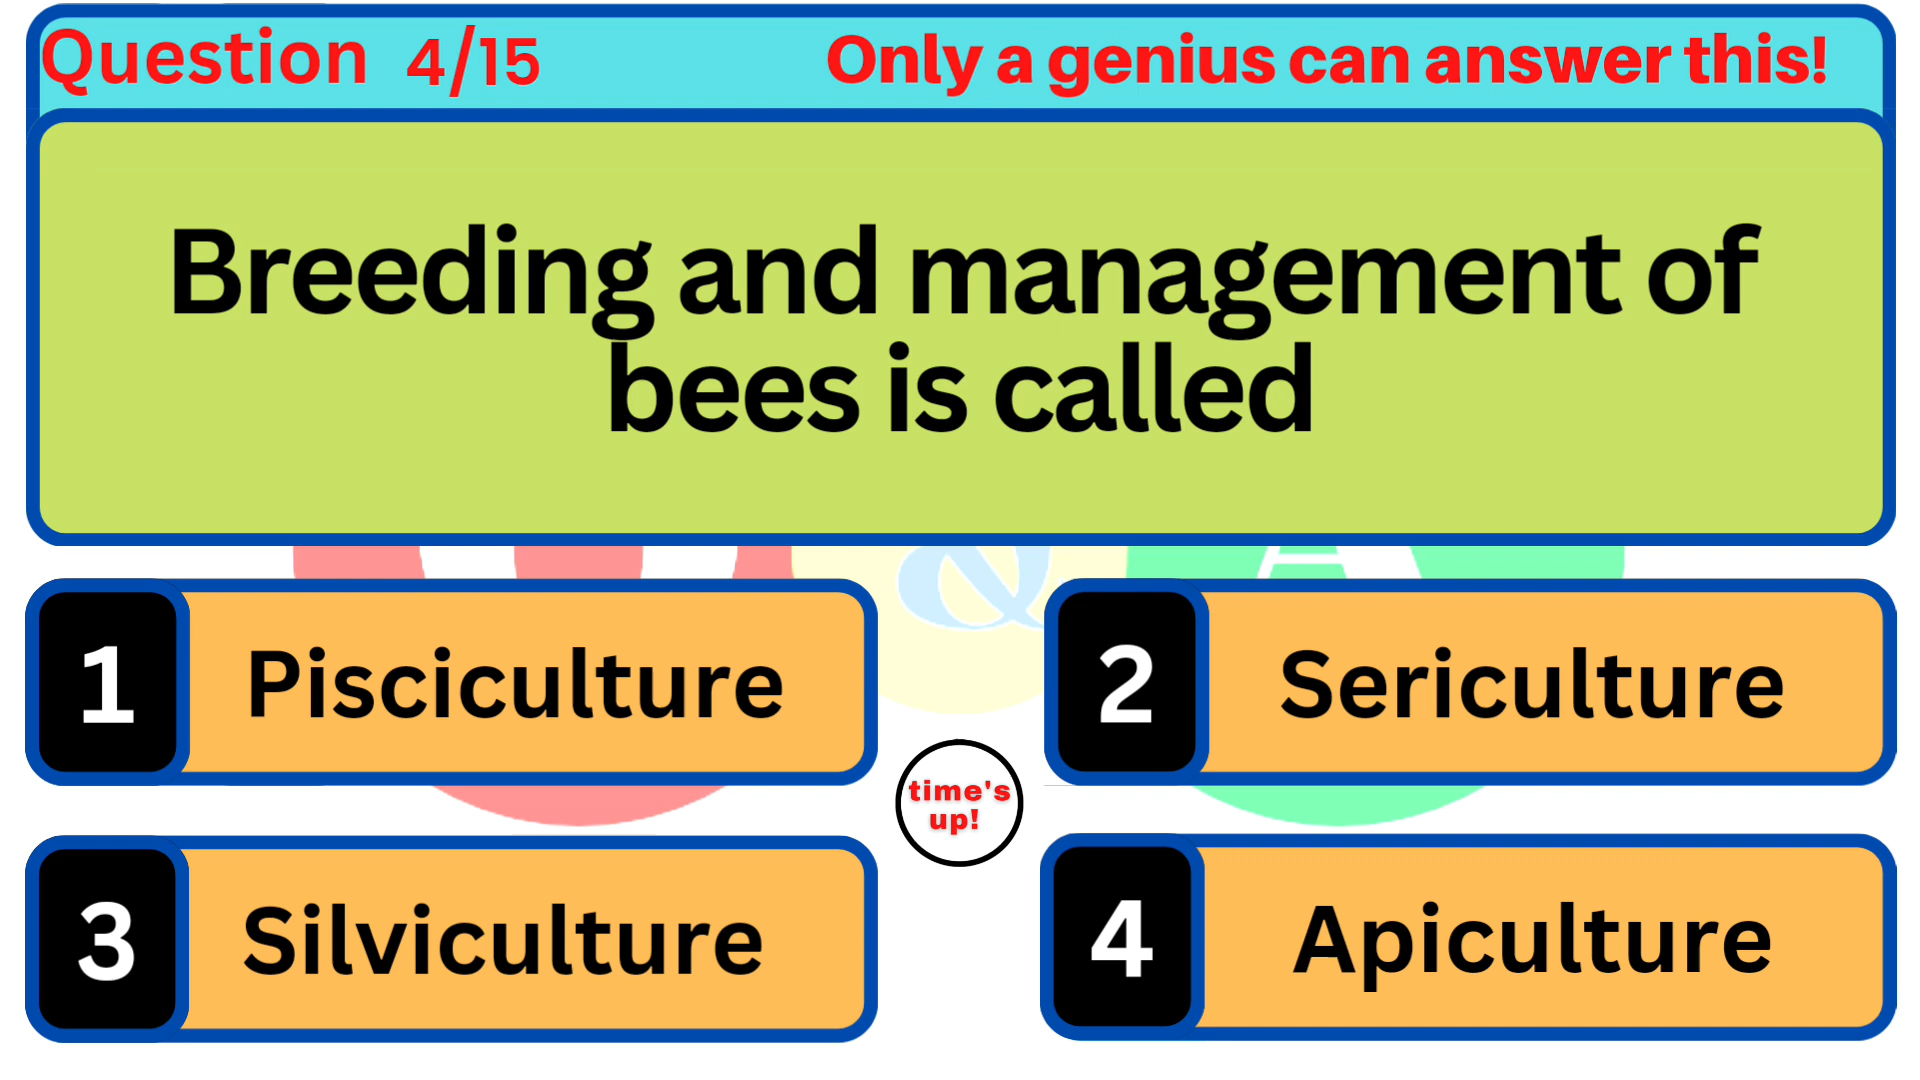 Question 4/15
Only a genius can answer this!
Breeding and management of
bees is called
&
1 Pisciculture
2 Sericulture
time's
up!
3 Silviculture
4 Apiculture